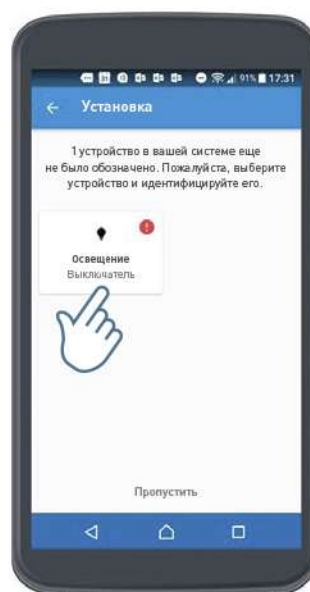 91% 17:31
Установка
1 устройство в вашей системе еще
не было обозначено. Пожалуйста, выберите
устройство и идентифицируйте его.
Освещение
Выключатель
Пропустить